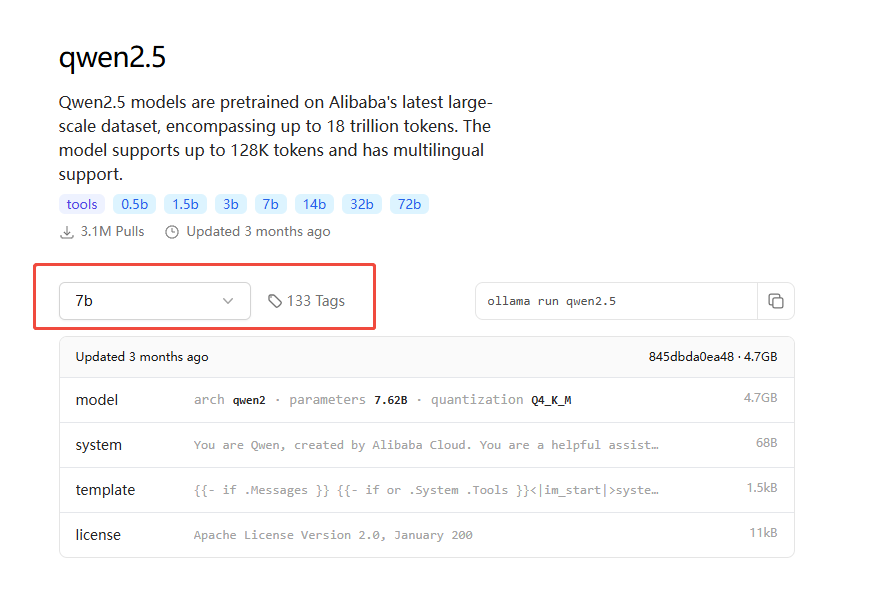 qwen2.5
Qwen2.5 models are pretrained on Alibaba's latest large-
scale dataset, encompassing up to 18 trillion tokens. The
model supports up to 128K tokens and has multilingual
support.
tools 0.5b 1.5b 3b 7b 14b 32b 72b
3.1M Pulls Updated 3 months ago
7b 133 Tags ollama run qwen2.5
Updated 3 months ago 845dbda0ea48 · 4.7GB
model arch qwen2 · parameters 7.62B · quantization Q4_K_M 4.7GB
system You are Qwen, created by Alibaba Cloud. You are a helpful assist… 68B
template {{- if .Messages }} {{- if or .System .Tools }}<|im_start|>syste… 1.5kB
license Apache License Version 2.0, January 200 11kB